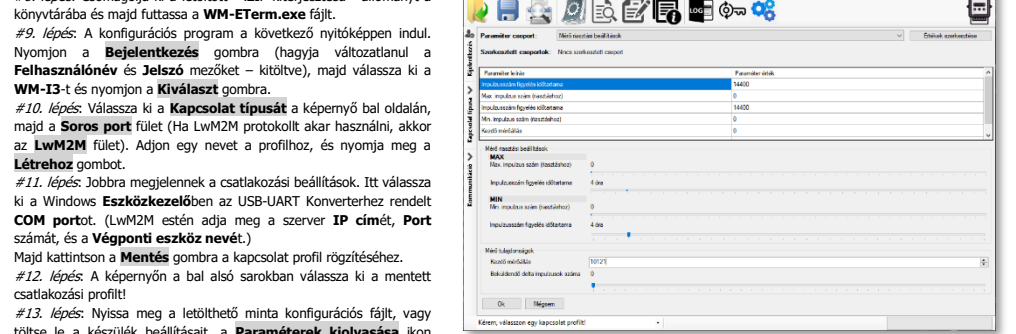 könyvtárába és majd futtassa a WM-ETerm.exe fájlt.
#9. lépés: A konfigurációs program a következő nyitóképpen indul.
Nyomjon a Bejelentkezés gombra (hagyja változatlanul a
Felhasználónév és Jelszó mezőket – kitöltve), majd válassza ki a
WM-I3-t és nyomjon a Kiválaszt gombra.
#10. lépés: Válassza ki a Kapcsolat típusát a képernyő bal oldalán,
majd a Soros port fület (Ha LwM2M protokollt akar használni, akkor
az LwM2M fület). Adjon egy nevet a profilhoz, és nyomja meg a
Létrehoz gombot.
#11. lépés: Jobbra megjelennek a csatlakozási beállítások. Itt válassza
ki a Windows Eszközkezelőben az USB-UART Konverterhez rendelt
COM portot. (LwM2M estén adja meg a szerver IP címét, Port
számát, és a Végponti eszköz nevét.)
Majd kattintson a Mentés gombra a kapcsolat profil rögzítéséhez.
#12. lépés: A képernyőn a bal alsó sarokban válassza ki a mentett
csatlakozási profilt!
#13. lépés: Nyissa meg a letölthető minta konfigurációs fájlt, vagy
töltse le a készülék beállításait, a Paraméterek kiolvasása ikon
LOG
Paraméter csoport:
Mérő riasztási beállítások
Értékek szerkesztése
Szerkesztett csoportok: Nincs szerkesztett csoport
Kapcsolat típusa
Kommunikáció
Paraméter leírás
Paraméter érték
Impulzusszám figyelés időtartama
14400
Max. impulzus szám (riasztáshoz)
0
Impulzusszám figyelés időtartama
14400
Min. impulzus szám (riasztáshoz)
0
Kezdő mérőállás
0
Mérő riasztási beállítások
MAX
Max. impulzus szám (riasztáshoz)
0
Impulzusszám figyelés időtartama
4 óra
MIN
Min. impulzus szám (riasztáshoz)
0
Impulzusszám figyelés időtartama
4 óra
Mérő tulajdonságok
Kezdő mérőállás
10121
Beküldendő delta impulzusok száma
0
Ok
Mégsem
Kérem, válasszon egy kapcsolat profilt!